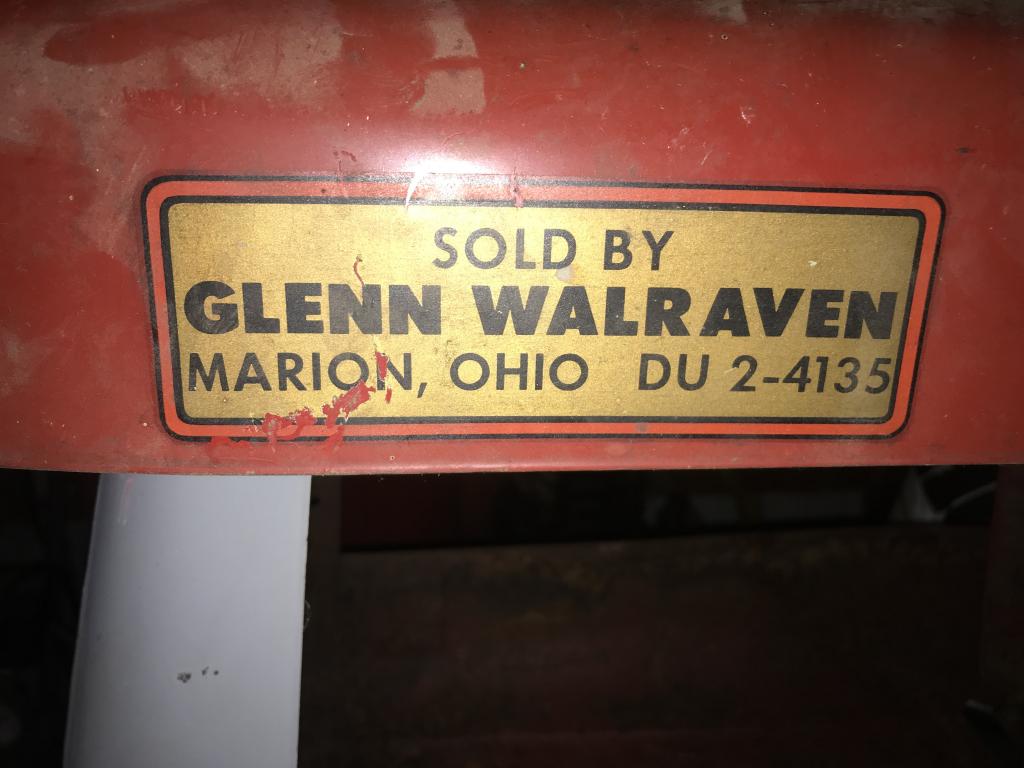 SOLD BY
GLENN WALRAVEN
MARION, OHIO DU 2-4135